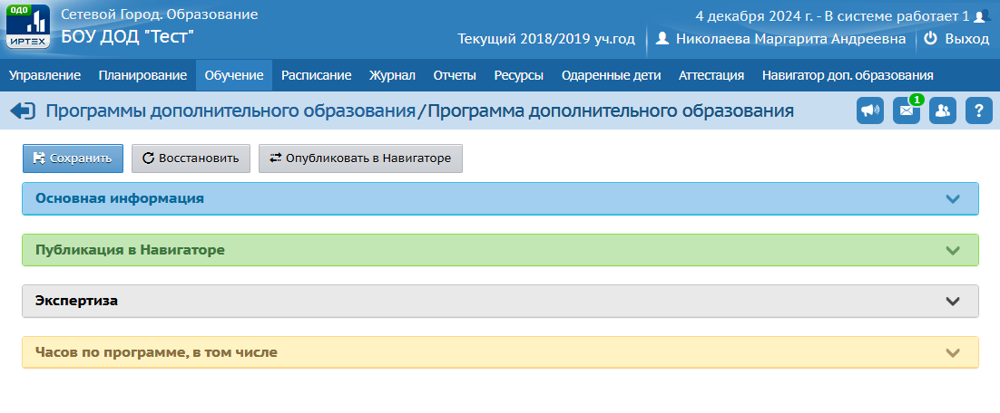 ОДО
ИРТЕХ
Сетевой Город. Образование
БОУ ДОД "Тест"
4 декабря 2024 г. - В системе работает 1
Текущий 2018/2019 уч.год
Николаева Маргарита Андреевна
Выход
Управление Планирование Обучение Расписание Журнал Отчеты Ресурсы Одаренные дети Аттестация Навигатор доп. образования
Программы дополнительного образования/Программа дополнительного образования
1
?
Сохранить Восстановить Опубликовать в Навигаторе
Основная информация
Публикация в Навигаторе
Экспертиза
Часов по программе, в том числе